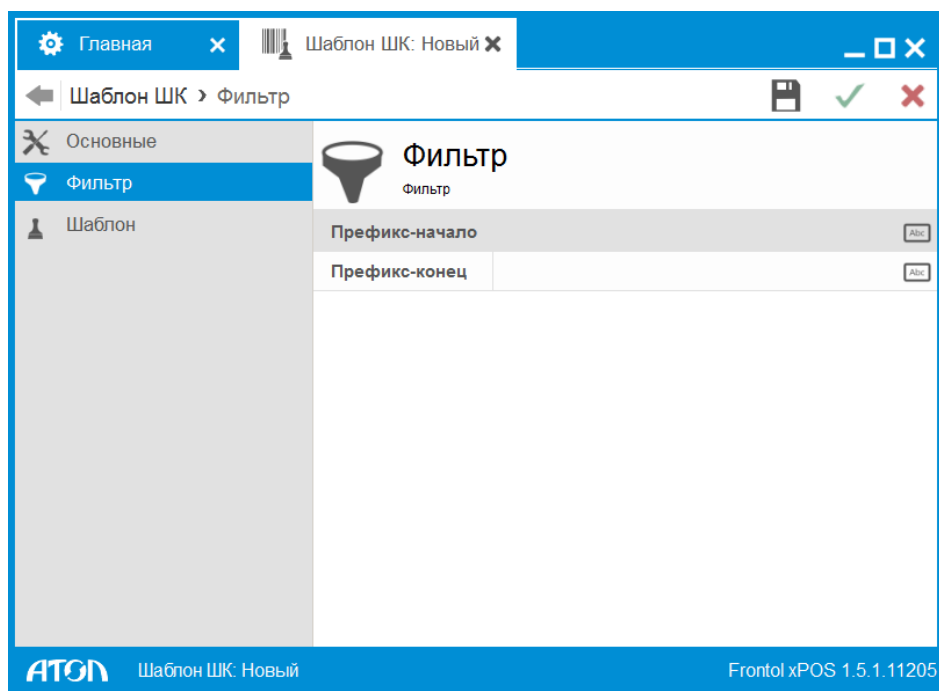 Главная
Шаблон ШК: Новый
Шаблон ШК › Фильтр
Основные
Фильтр
Шаблон
Фильтр
Фильтр
Префикс-начало
Abc
Префикс-конец
Abc
ATOL Шаблон ШК: Новый Frontol xPOS 1.5.1.11205